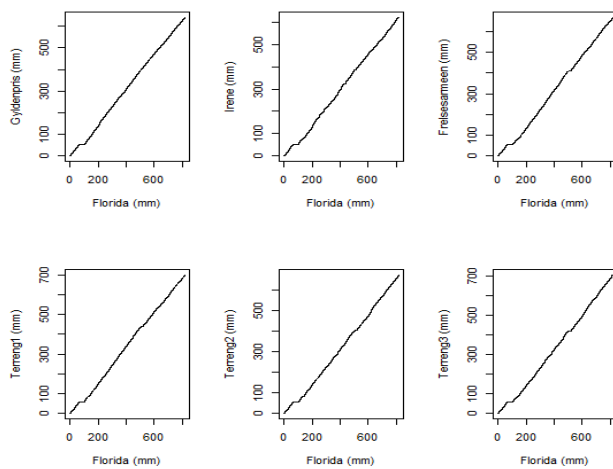 Gyldenpris (mm)
0 100 300 500
0 200 600
Florida (mm)
Irene (mm)
0 100 300 500
0 200 600
Florida (mm)
Frelsesarmeen (mm)
0 100 300 500
0 200 600
Florida (mm)
Terreng1 (mm)
0 100 300 500 700
0 200 600
Florida (mm)
Terreng2 (mm)
0 100 300 500
0 200 600
Florida (mm)
Terreng3 (mm)
0 100 300 500 700
0 200 600
Florida (mm)